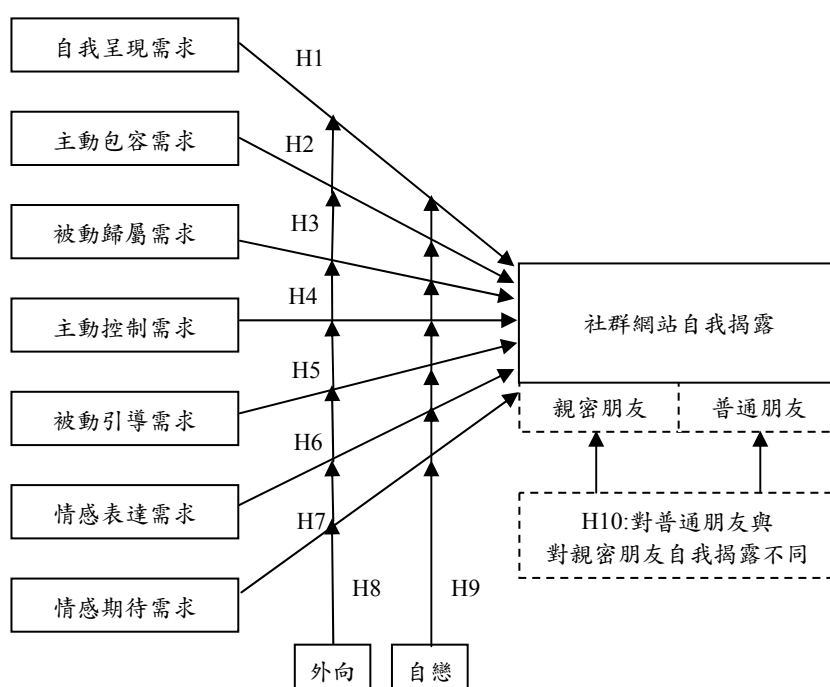 自我呈現需求
H1
主動包容需求
H2
被動歸屬需求
H3
主動控制需求
H4
社群網站自我揭露
被動引導需求
H5
親密朋友
普通朋友
情感表達需求
H6
H10:對普通朋友與
對親密朋友自我揭露不同
情感期待需求
H7
H8
H9
外向
自戀